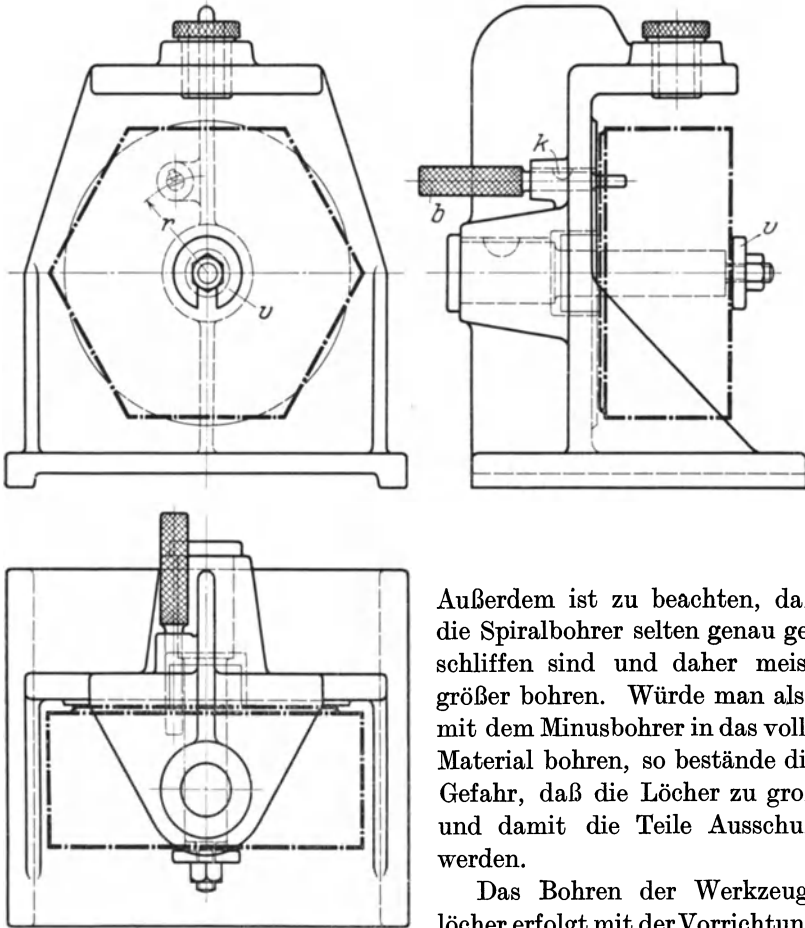 k
b
r
v
v
Außerdem ist zu beachten, da
die Spiralbohrer selten genau ge
schliffen sind und daher meis
größer bohren. Würde man als
mit dem Minusbohrer in das voll
Material bohren, so bestände di
Gefahr, daß die Löcher zu gro
und damit die Teile Ausschu
werden.
Das Bohren der Werkzeug
löcher erfolgt mit der Vorrichtun